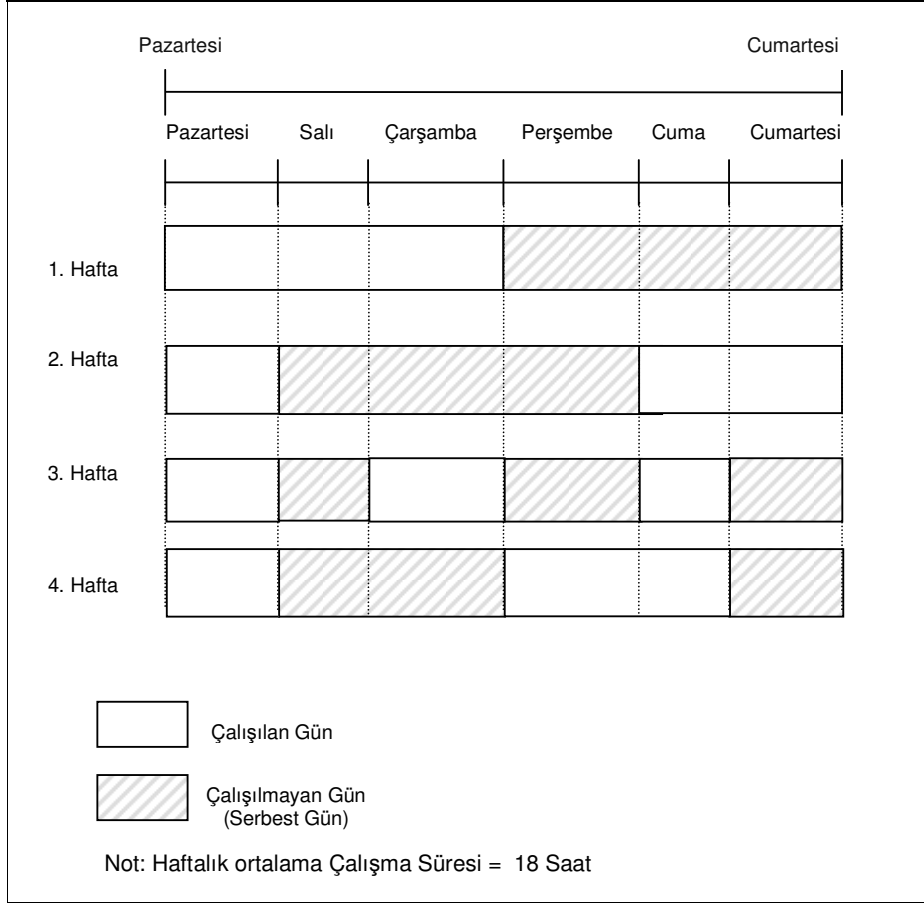 Pazartesi Cumartesi
Pazartesi Salı Çarşamba Perşembe Cuma Cumartesi
1. Hafta
2. Hafta
3. Hafta
4. Hafta
Çalışılan Gün
Çalışılmayan Gün
(Serbest Gün)
Not: Haftalık ortalama Çalışma Süresi = 18 Saat